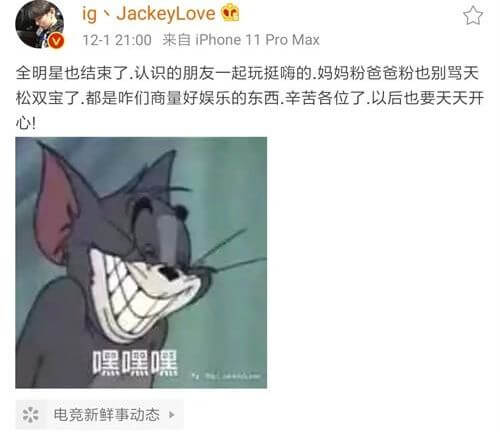 ig丶JackeyLove
12-1 21:00 来自 iPhone 11 Pro Max
全明星也结束了.认识的朋友一起玩挺嗨的.妈妈粉爸爸粉也别骂天
松双宝了.都是咋们商量好娱乐的东西.辛苦各位了.以后也要天天开
心!
嘿嘿嘿
电竞新鲜事动态